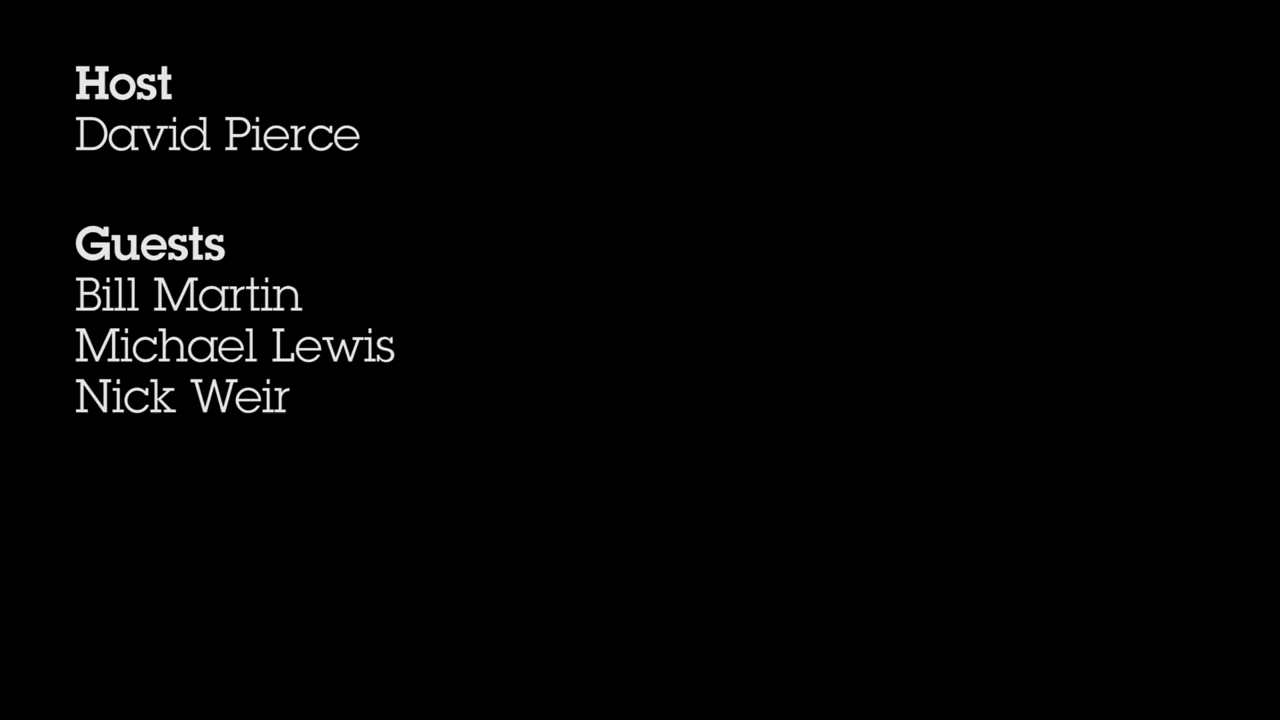 Host
David Pierce
Guests
Bill Martin
Michael Lewis
Nick Weir